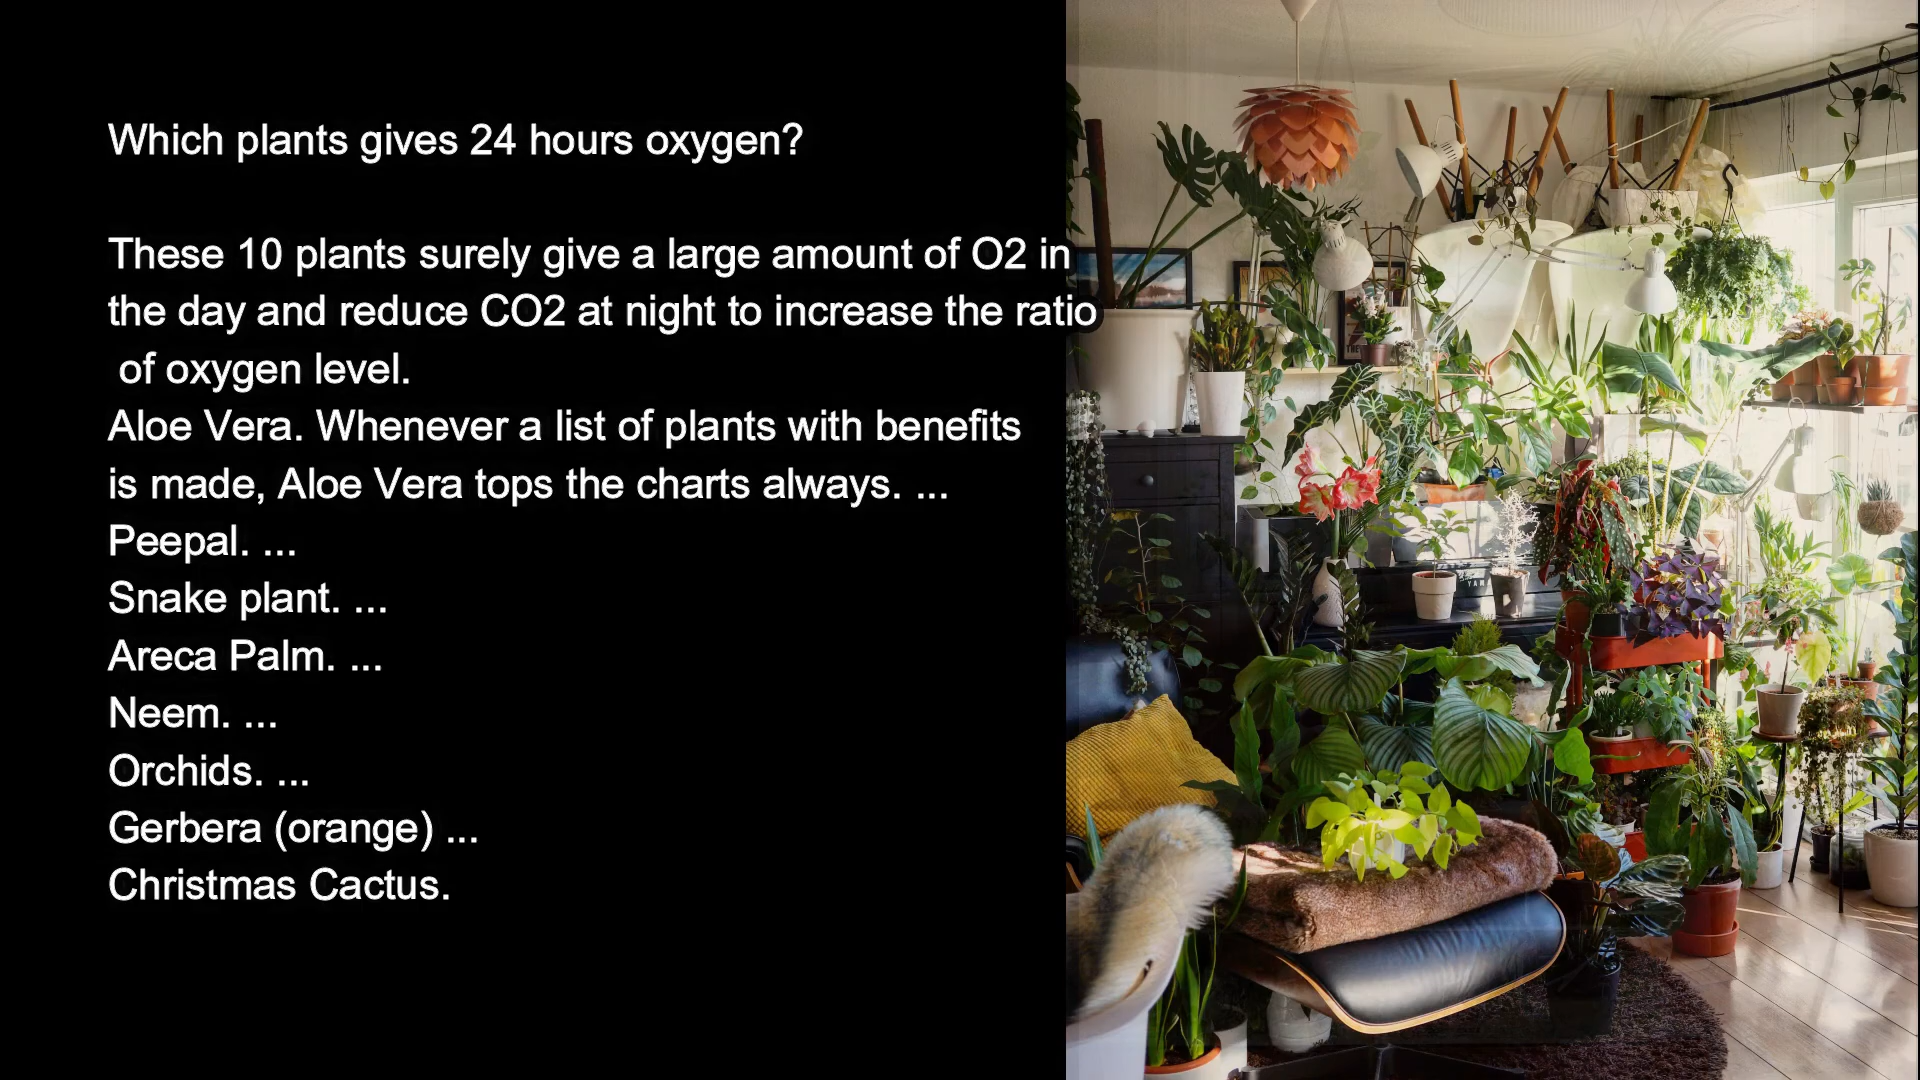 Which plants gives 24 hours oxygen?
These 10 plants surely give a large amount of O2 in
the day and reduce CO2 at night to increase the ratio
of oxygen level.
Aloe Vera. Whenever a list of plants with benefits
is made, Aloe Vera tops the charts always. ...
Peepal. ...
Snake plant. ...
Areca Palm. ...
Neem. ...
Orchids. ...
Gerbera (orange) ...
Christmas Cactus.